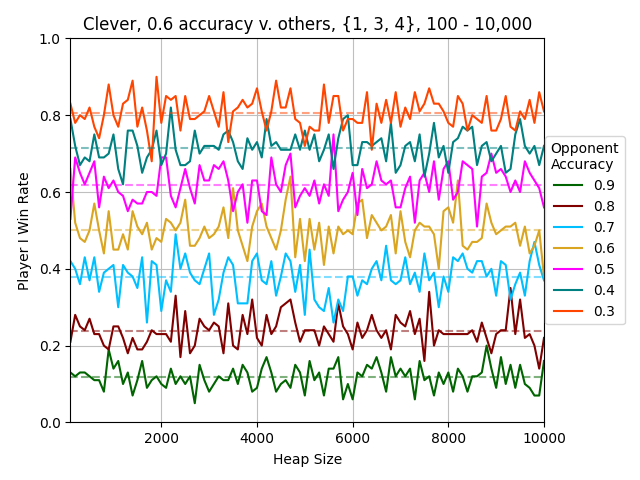 Clever, 0.6 accuracy v. others, {1, 3, 4}, 100 - 10,000
1.0
0.8
0.6
0.4
0.2
0.0
Player I Win Rate
2000 4000 6000 8000 10000
Heap Size
Opponent
Accuracy
0.9
0.8
0.7
0.6
0.5
0.4
0.3